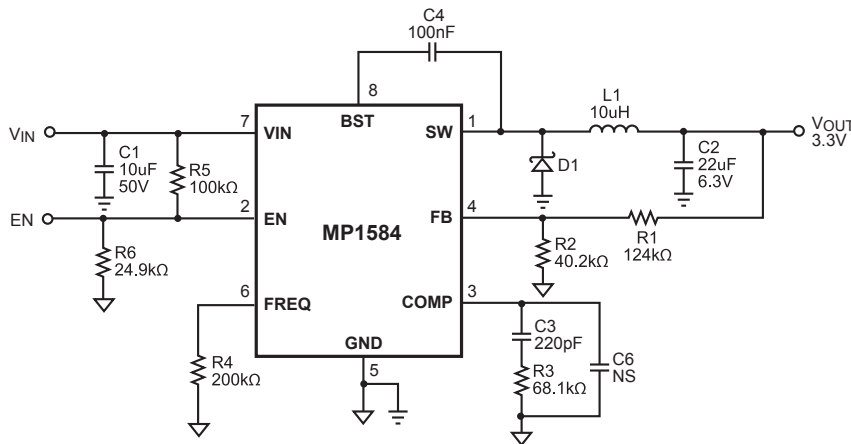 C4
100nF
8
BST
L1
10uH
VIN
7
VIN
SW
1
VOUT
3.3V
C1
10uF
50V
R5
100kΩ
D1
C2
22uF
6.3V
EN
2
EN
MP1584
FB
4
R1
124kΩ
R2
40.2kΩ
R6
24.9kΩ
6
FREQ
COMP
3
GND
5
R4
200kΩ
C3
220pF
R3
68.1kΩ
C6
NS